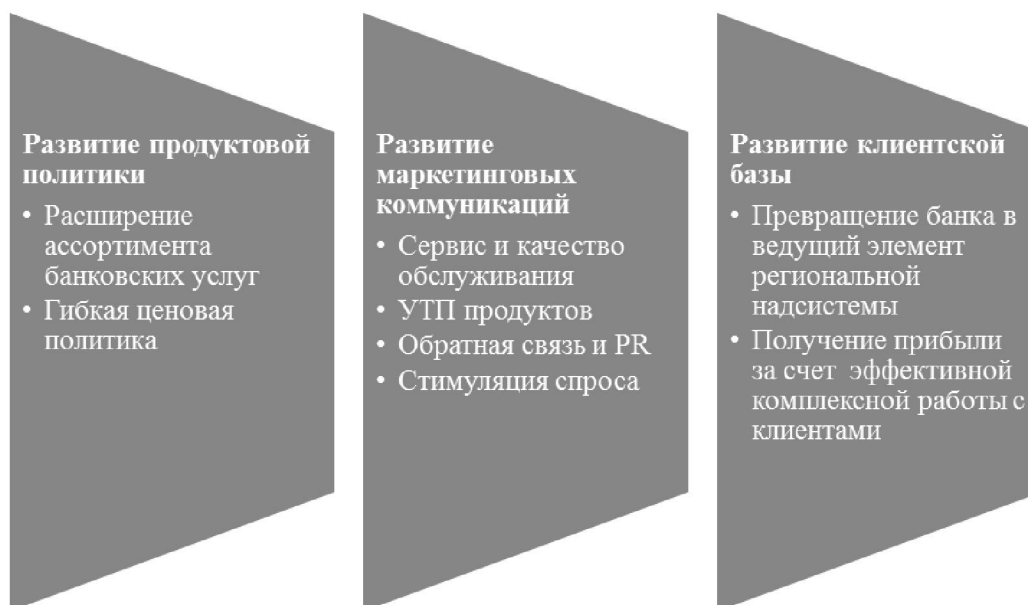 Развитие продуктовой
политики
• Расширение
ассортимента
банковских услуг
• Гибкая ценовая
политика
Развитие
маркетинговых
коммуникаций
• Сервис и качество
обслуживания
• УТП продуктов
• Обратная связь и PR
• Стимуляция спроса
Развитие клиентской
базы
• Превращение банка в
ведущий элемент
региональной
надсистемы
• Получение прибыли
за счет эффективной
комплексной работы с
клиентами